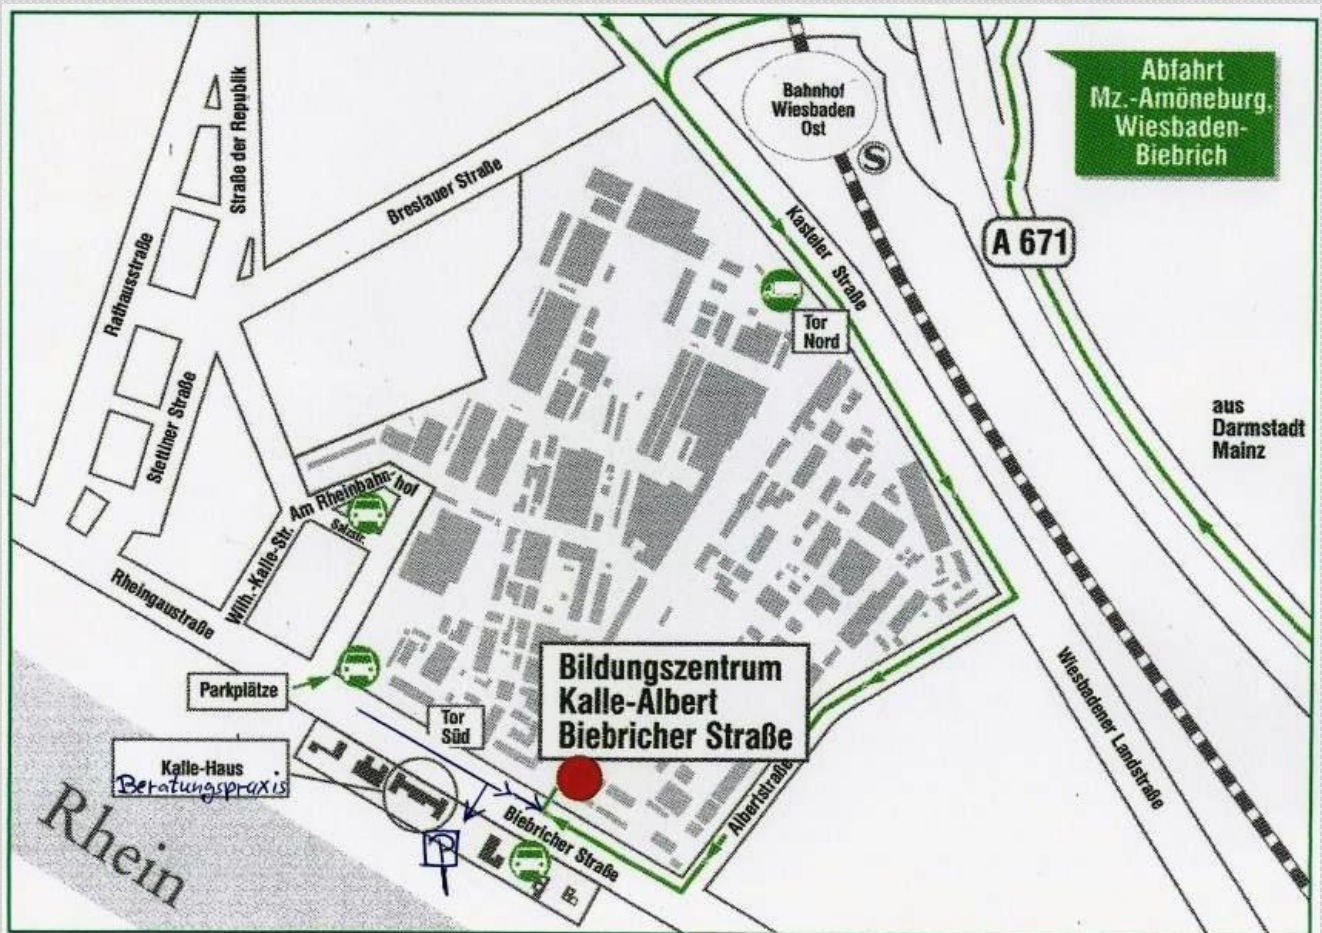 Abfahrt
Mz.-Amöneburg,
Wiesbaden-
Biebrich
Bahnhof
Wiesbaden
Ost
S
A 671
Straße der Republik
Breslauer Straße
Kasteler Straße
Rathausstraße
Tor
Nord
Stettiner Straße
aus
Darmstadt
Mainz
Am Rheinbahnhof
Salzstr.
Wilh.-Kalle-Str.
Rheingaustraße
Parkplätze
Tor
Süd
Bildungszentrum
Kalle-Albert
Biebricher Straße
Wiesbadener Landstraße
Kalle-Haus
Beratungspraxis
Albertstraße
Biebricher Straße
P
Rhein